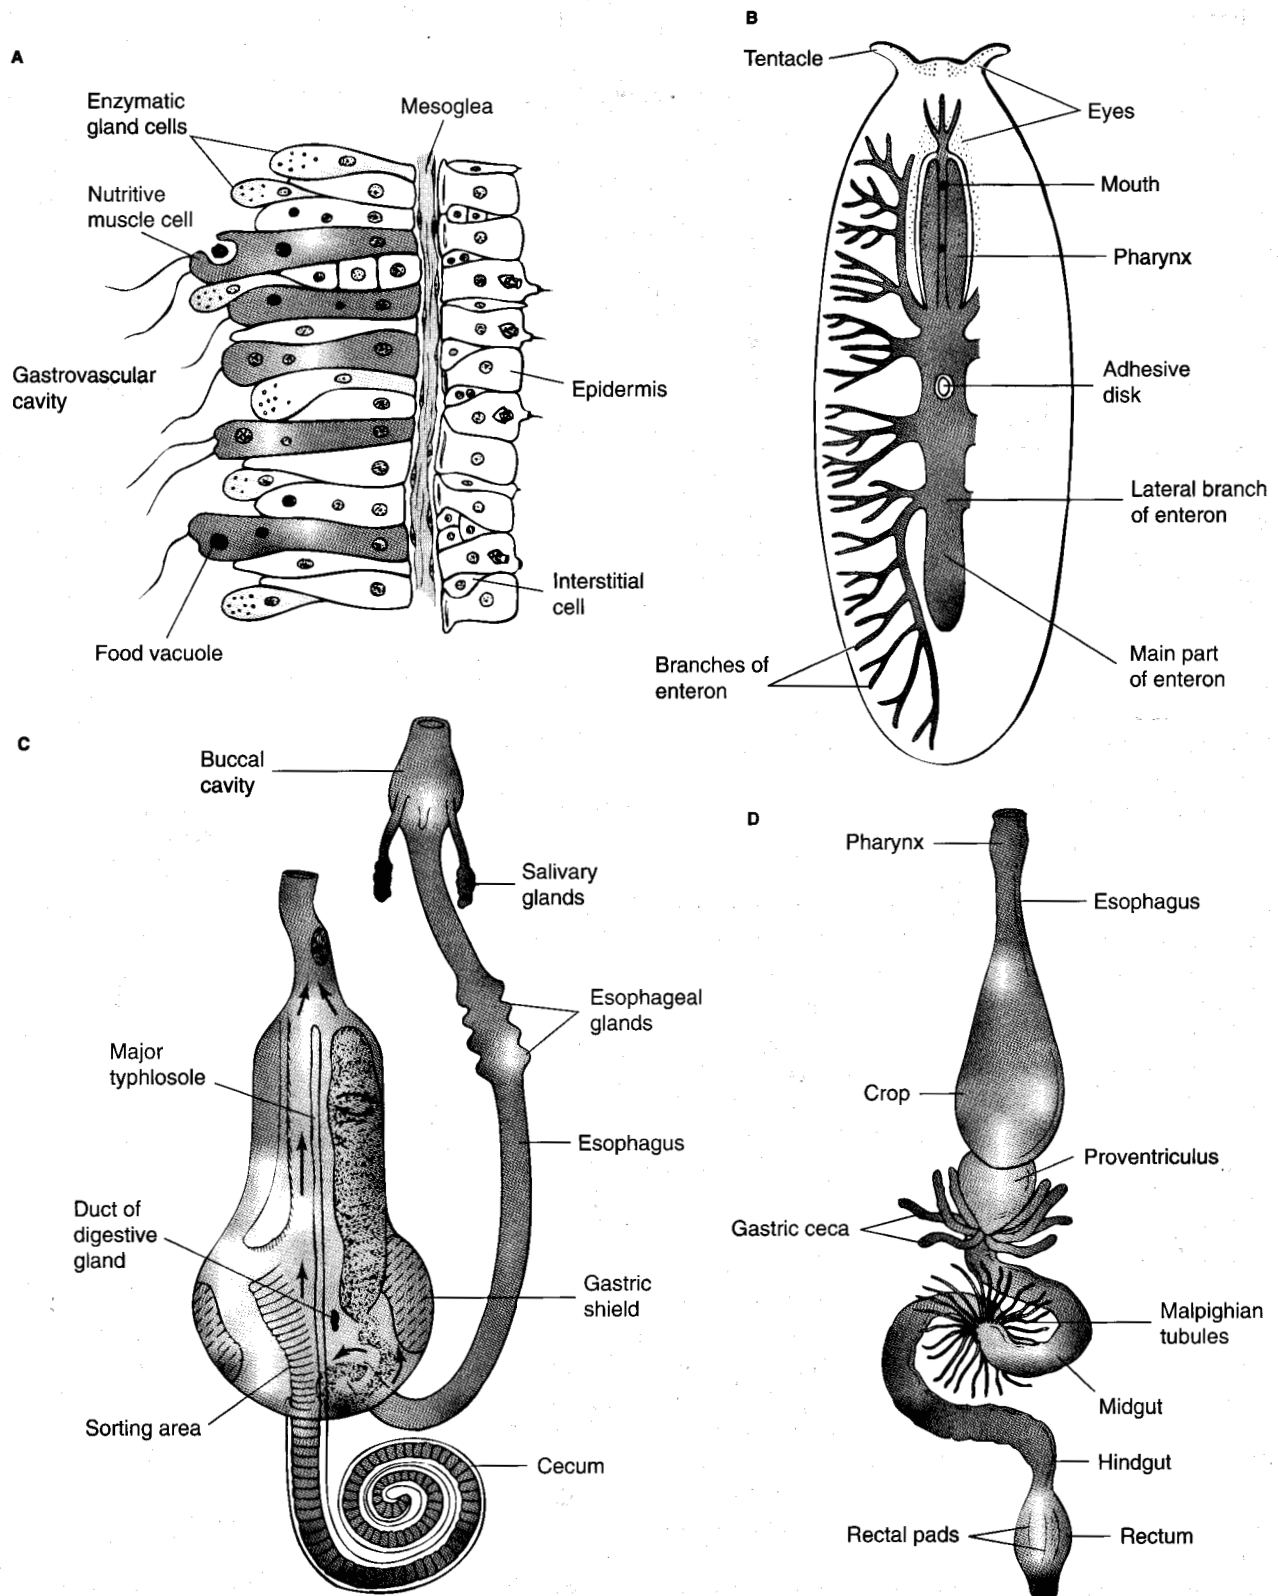 A
Enzymatic
gland cells
Mesoglea
Nutritive
muscle cell
Gastrovascular
cavity
Epidermis
Interstitial
cell
Food vacuole
B
Tentacle
Eyes
Mouth
Pharynx
Adhesive
disk
Lateral branch
of enteron
Main part
of enteron
Branches of
enteron
C
Buccal
cavity
Salivary
glands
Esophageal
glands
Major
typhlosole
Esophagus
Duct of
digestive
gland
Gastric
shield
Sorting area
Cecum
D
Pharynx
Esophagus
Crop
Proventriculus
Gastric ceca
Malpighian
tubules
Midgut
Hindgut
Rectal pads
Rectum